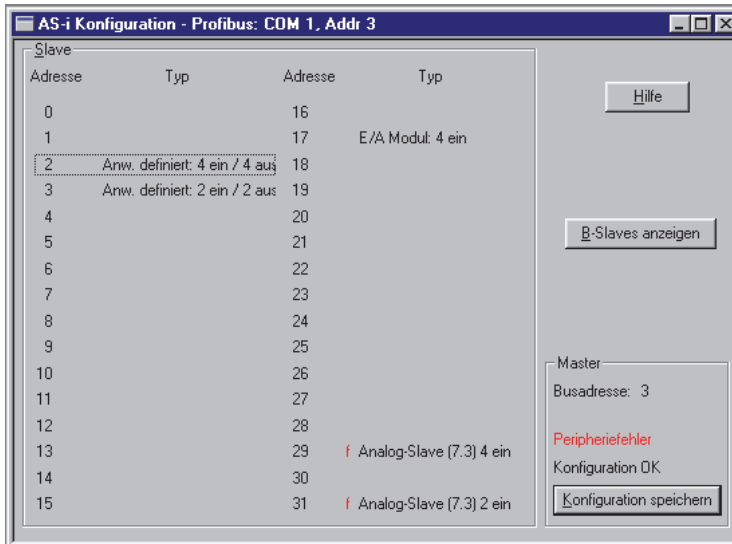 AS-i Konfiguration - Profibus: COM 1, Addr 3
Slave
Adresse Typ Adresse Typ
0 16
1 17 E/A Modul: 4 ein
2 Anw. definiert: 4 ein / 4 aus 18
3 Anw. definiert: 2 ein / 2 aus 19
4 20
5 21
6 22
7 23
8 24
9 25
10 26
11 27
12 28
13 29 f Analog-Slave (7.3) 4 ein
14 30
15 31 f Analog-Slave (7.3) 2 ein
Hilfe
B-Slaves anzeigen
Master
Busadresse: 3
Peripheriefehler
Konfiguration OK
Konfiguration speichern